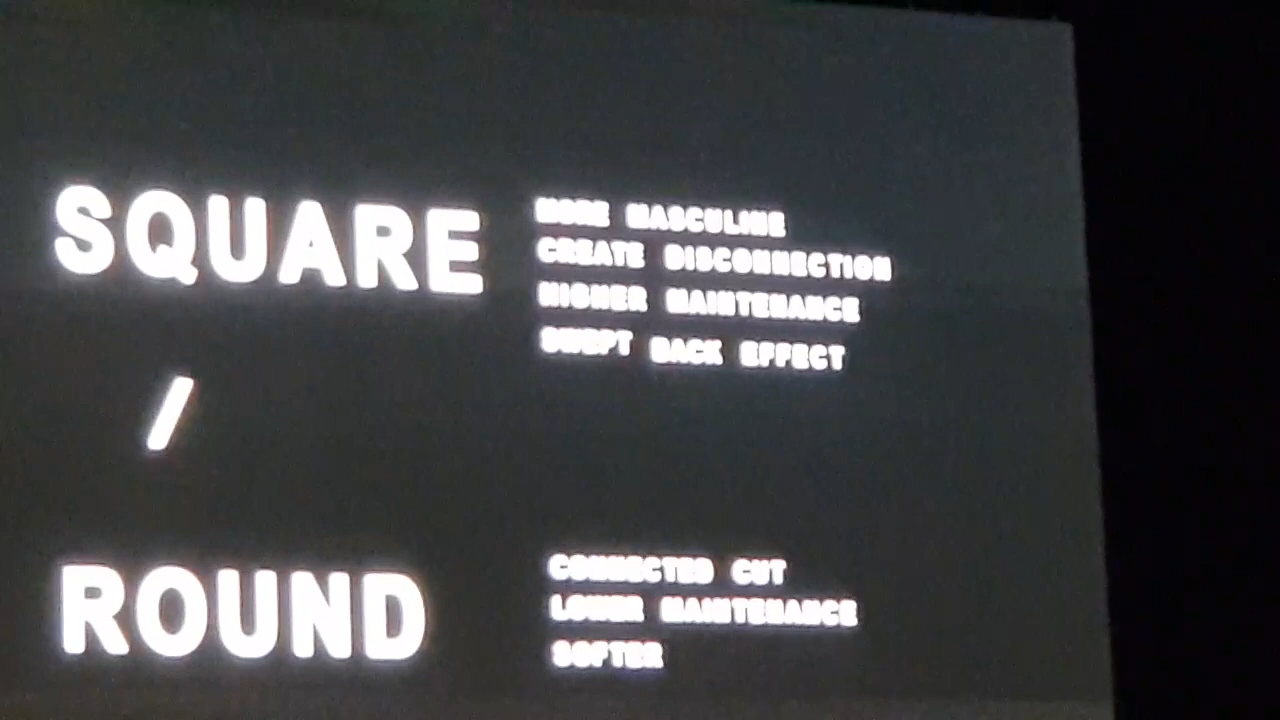 SQUARE
MORE MASCULINE
CREATE DISCONNECTION
HIGHER MAINTENANCE
SWEPT BACK EFFECT
/
ROUND
CONNECTED CUT
LOWER MAINTENANCE
SOFTER